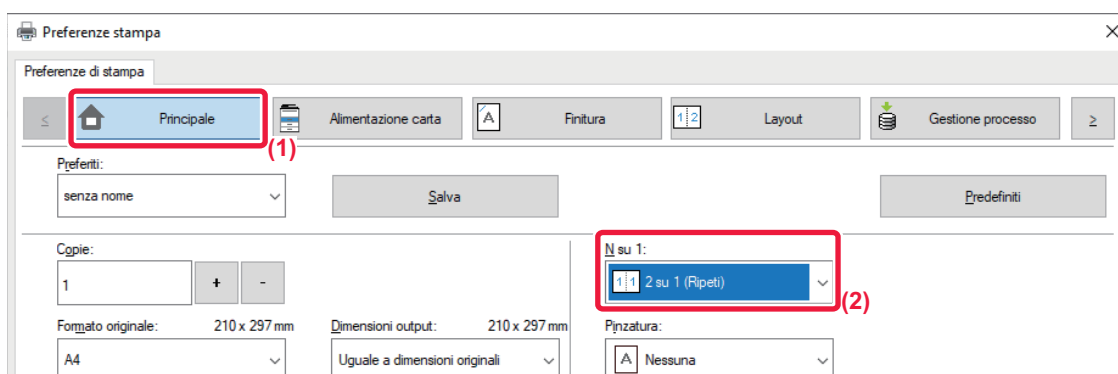 Preferenze stampa
Preferenze di stampa
< Principale Alimentazione carta A Finitura 1 2 Layout Gestione processo >
(1)
Preferiti:
senza nome Salva Predefiniti
Copie: N su 1:
1 + - 1 1 2 su 1 (Ripeti)
(2)
Formato originale: 210 x 297 mm Dimensioni output: 210 x 297 mm Pinzatura:
A4 Uguale a dimensioni originali A Nessuna